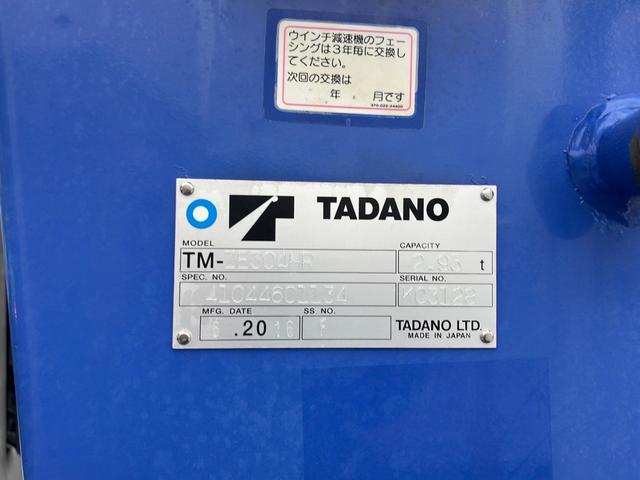 ウインチ減速機のフェー
シングは3年毎に交換し
てください。
次回の交換は
年 月です
TADANO
MODEL
TM-ZE304HR
CAPACITY
2.93 t
SPEC. NO.
41044601134
SERIAL NO.
KC3128
MFG. DATE
6 .2016
SS NO.
F
TADANO LTD.
MADE IN JAPAN